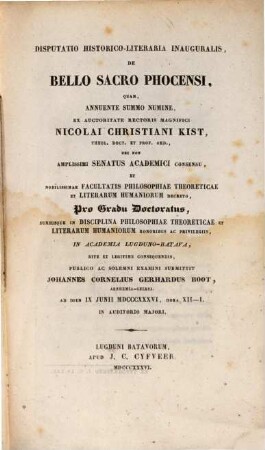 DISPUTATIO HISTORICO-LITERARIA INAUGURALIS,
DE
BELLO SACRO PHOCENSI,
QUAM,
ANNUENTE SUMMO NUMINE,
EX AUCTORITATE RECTORIS MAGNIFICI
NICOLAI CHRISTIANI KIST,
THEOL. DOCT. ET PROF. ORD.,
NEC NON
AMPLISSIMI SENATUS ACADEMICI CONSENSU,
ET
NOBILISSIMAE FACULTATIS PHILOSOPHIAE THEORETICAE
ET LITERARUM HUMANIORUM DECRETO,
Pro Gradu Doctoratus,
SUMMISQUE IN DISCIPLINA PHILOSOPHIAE THEORETICAE ET
LITERARUM HUMANIORUM HONORIBUS AC PRIVILEGIIS,
IN ACADEMIA LUGDUNO-BATAVA,
RITE ET LEGITIME CONSEQUENDIS,
PUBLICO AC SOLEMNI EXAMINI SUBMITTIT
JOHANNES CORNELIUS GERHARDUS BOOT,
ARNHEMIA-GELRUS.
AD DIEM IX JUNII MDCCCXXXVI, HORA XII—I.
IN AUDITORIO MAJORI.
LUGDUNI BATAVORUM,
APUD J. C. CYFVEER.
MDCCCXXXVI.